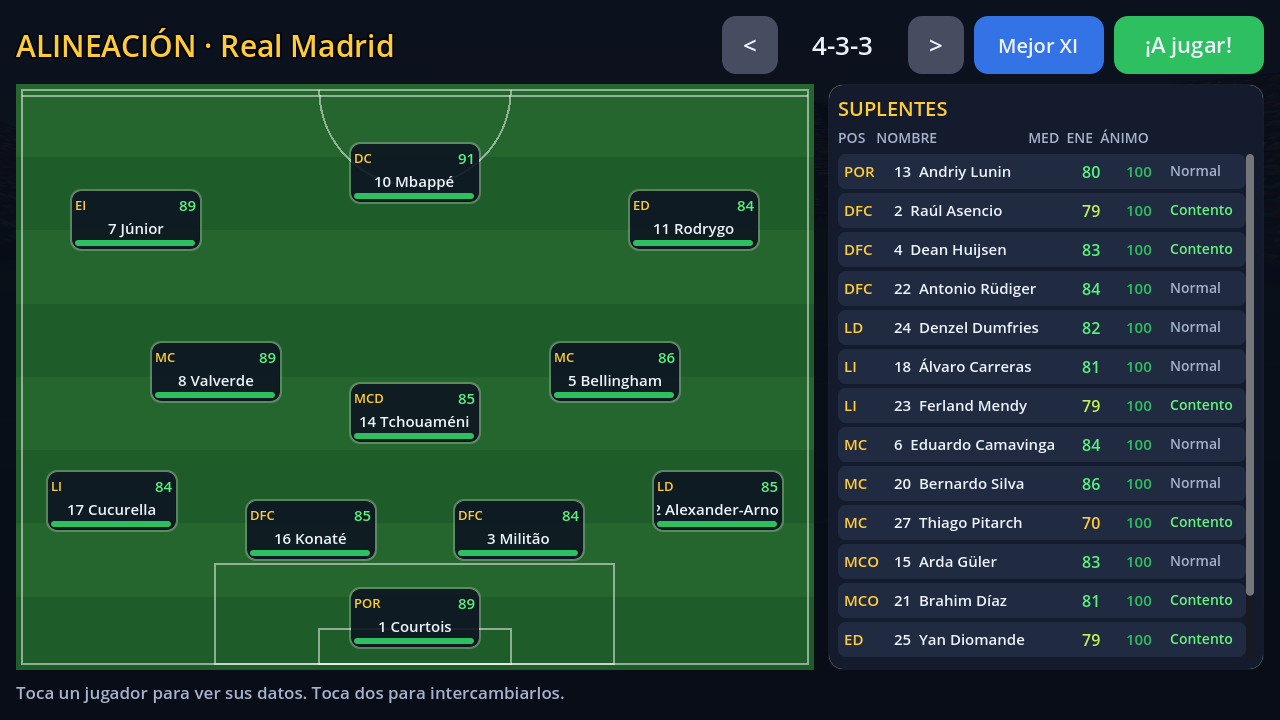 ALINEACIÓN · Real Madrid
< 4-3-3 > Mejor XI ¡A jugar!
DC 91
10 Mbappé
EI 89
7 Júnior
ED 84
11 Rodrygo
MC 89
8 Valverde
MC 86
5 Bellingham
MCD 85
14 Tchouaméni
LI 84
17 Cucurella
LD 85
2 Alexander-Arno
DFC 85
16 Konaté
DFC 84
3 Militão
POR 89
1 Courtois
SUPLENTES
POS NOMBRE MED ENE ÁNIMO
POR 13 Andriy Lunin 80 100 Normal
DFC 2 Raúl Asencio 79 100 Contento
DFC 4 Dean Huijsen 83 100 Contento
DFC 22 Antonio Rüdiger 84 100 Normal
LD 24 Denzel Dumfries 82 100 Normal
LI 18 Álvaro Carreras 81 100 Normal
LI 23 Ferland Mendy 79 100 Contento
MC 6 Eduardo Camavinga 84 100 Normal
MC 20 Bernardo Silva 86 100 Normal
MC 27 Thiago Pitarch 70 100 Contento
MCO 15 Arda Güler 83 100 Normal
MCO 21 Brahim Díaz 81 100 Contento
ED 25 Yan Diomande 79 100 Contento
Toca un jugador para ver sus datos. Toca dos para intercambiarlos.